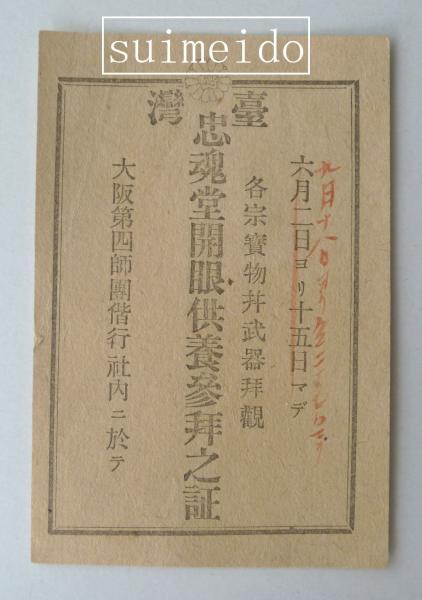 suimeido
臺灣
六月二日ヨリ十五日マデ
各宗寶物并武器拜觀
忠魂堂開眼供養參拜之証
大阪第四師團偕行社内ニ於テ